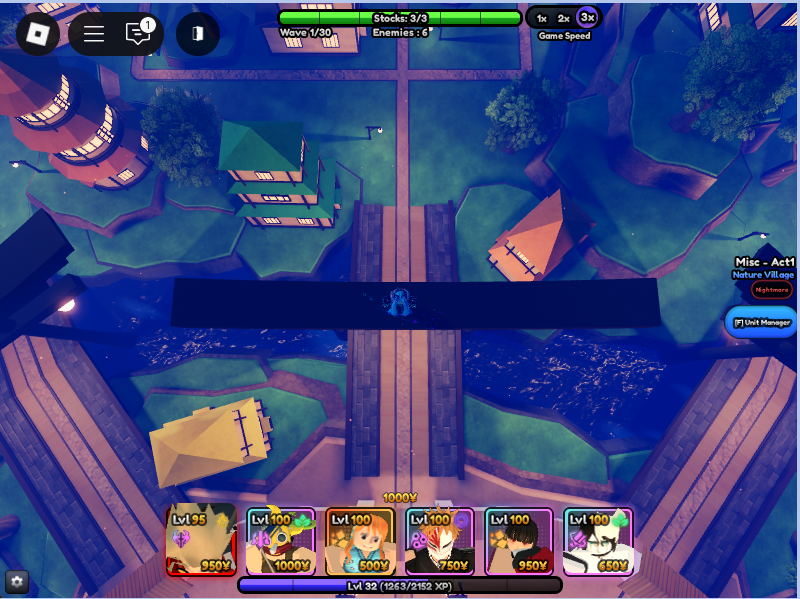 1
Stocks: 3/3
Wave 1/30
Enemies : 6
1x 2x 3x
Game Speed
Misc - Act1
Nature Village
Nightmare
[F] Unit Manager
1000¥
Lvl 95
950¥
Lvl 100
1000¥
Lvl 100
500¥
Lvl 100
750¥
Lvl 100
950¥
Lvl 100
650¥
Lvl 32 (1263/2152 XP)